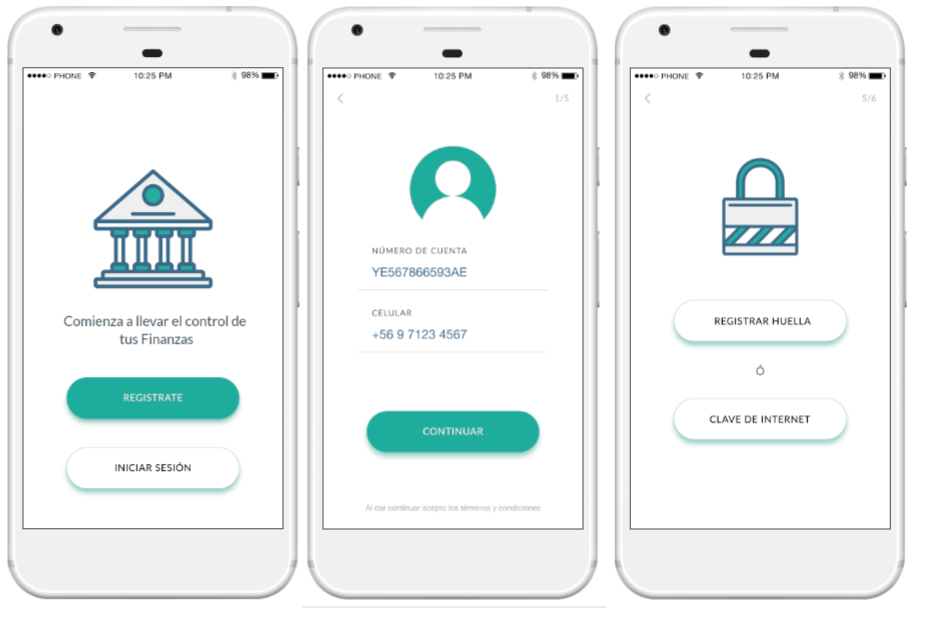 PHONE 10:25 PM 98%
Comienza a llevar el control de
tus Finanzas
REGISTRATE
INICIAR SESIÓN
PHONE 10:25 PM 98%
1/5
NÚMERO DE CUENTA
YE567866593AE
CELULAR
+56 9 7123 4567
CONTINUAR
Al dar continuar acepto los términos y condiciones
PHONE 10:25 PM 98%
5/6
REGISTRAR HUELLA
Ó
CLAVE DE INTERNET